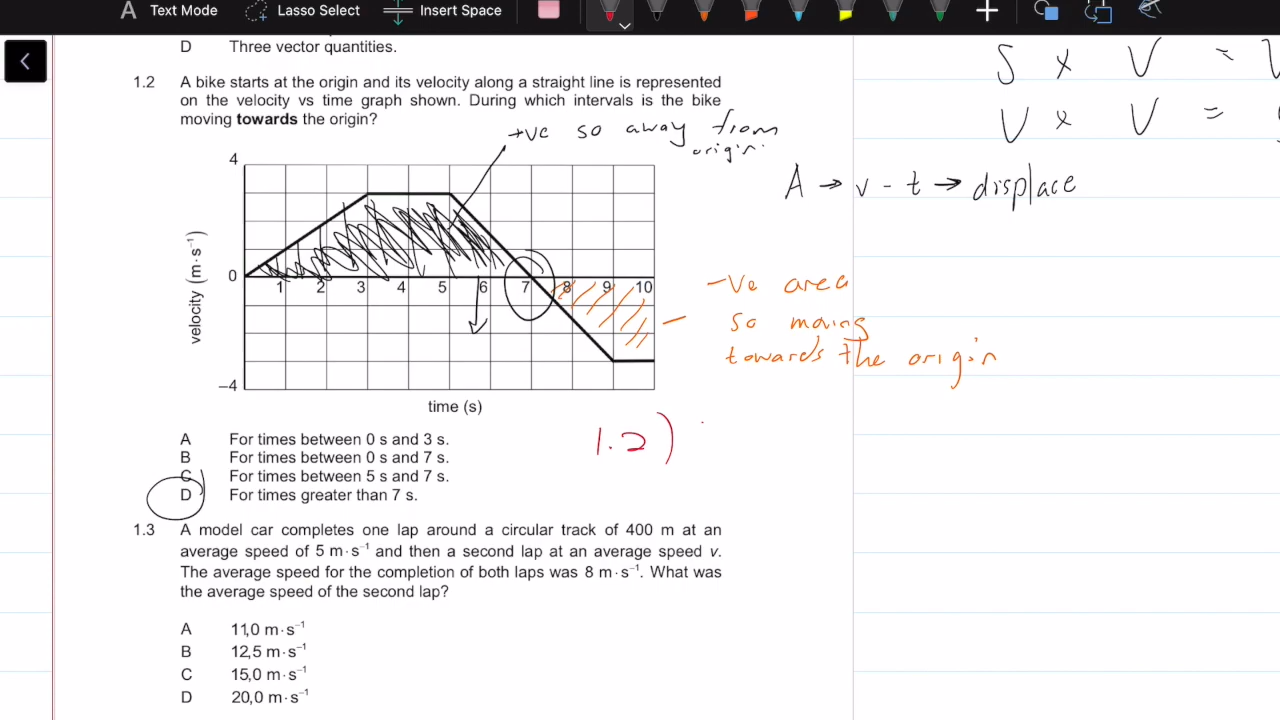 A Text Mode Lasso Select Insert Space
D Three vector quantities.
S x V =
V x V =
1.2 A bike starts at the origin and its velocity along a straight line is represented
on the velocity vs time graph shown. During which intervals is the bike
moving towards the origin?
+ve so away from
origin.
A → v - t → displace
4
velocity (m·s⁻¹)
0
1 2 3 4 5 6 7 8 9 10
-ve area
so moving
towards the origin
–4
time (s)
1.2)
A For times between 0 s and 3 s.
B For times between 0 s and 7 s.
C For times between 5 s and 7 s.
D For times greater than 7 s.
1.3 A model car completes one lap around a circular track of 400 m at an
average speed of 5 m·s⁻¹ and then a second lap at an average speed v.
The average speed for the completion of both laps was 8 m·s⁻¹. What was
the average speed of the second lap?
A 11,0 m·s⁻¹
B 12,5 m·s⁻¹
C 15,0 m·s⁻¹
D 20,0 m·s⁻¹